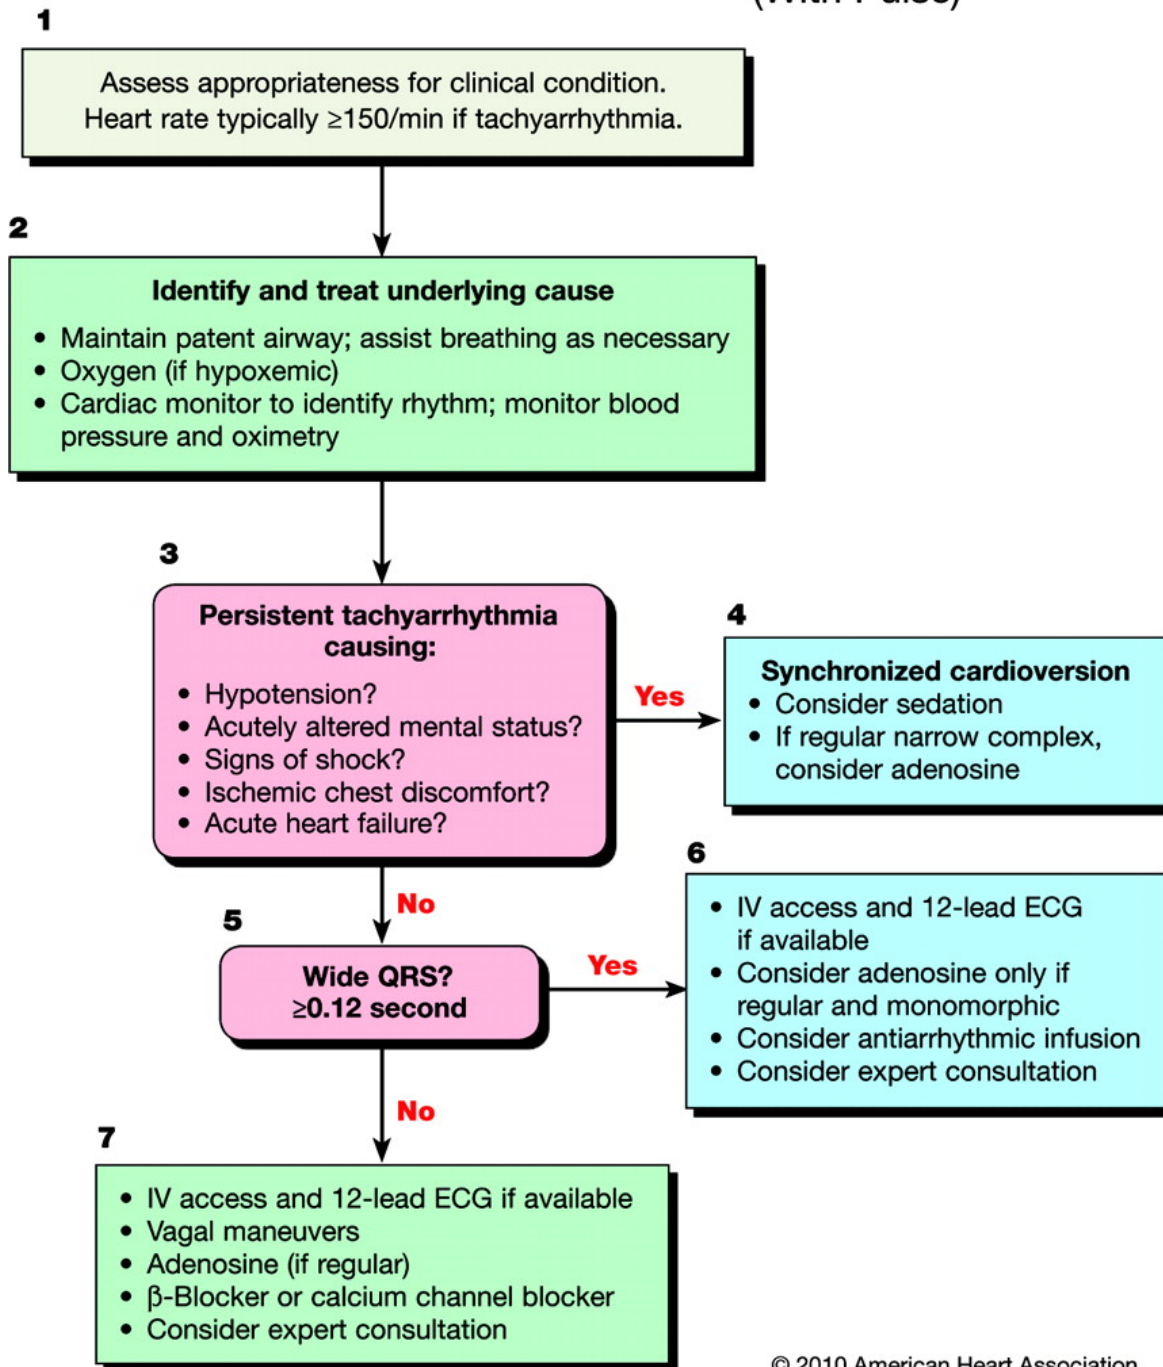 (With Pulse)
1
Assess appropriateness for clinical condition.
Heart rate typically ≥150/min if tachyarrhythmia.
2
Identify and treat underlying cause
• Maintain patent airway; assist breathing as necessary
• Oxygen (if hypoxemic)
• Cardiac monitor to identify rhythm; monitor blood
pressure and oximetry
3
Persistent tachyarrhythmia
causing:
• Hypotension?
• Acutely altered mental status?
• Signs of shock?
• Ischemic chest discomfort?
• Acute heart failure?
Yes
4
Synchronized cardioversion
• Consider sedation
• If regular narrow complex,
consider adenosine
No
5
Wide QRS?
≥0.12 second
Yes
6
• IV access and 12-lead ECG
if available
• Consider adenosine only if
regular and monomorphic
• Consider antiarrhythmic infusion
• Consider expert consultation
No
7
• IV access and 12-lead ECG if available
• Vagal maneuvers
• Adenosine (if regular)
• β-Blocker or calcium channel blocker
• Consider expert consultation
© 2010 American Heart Association